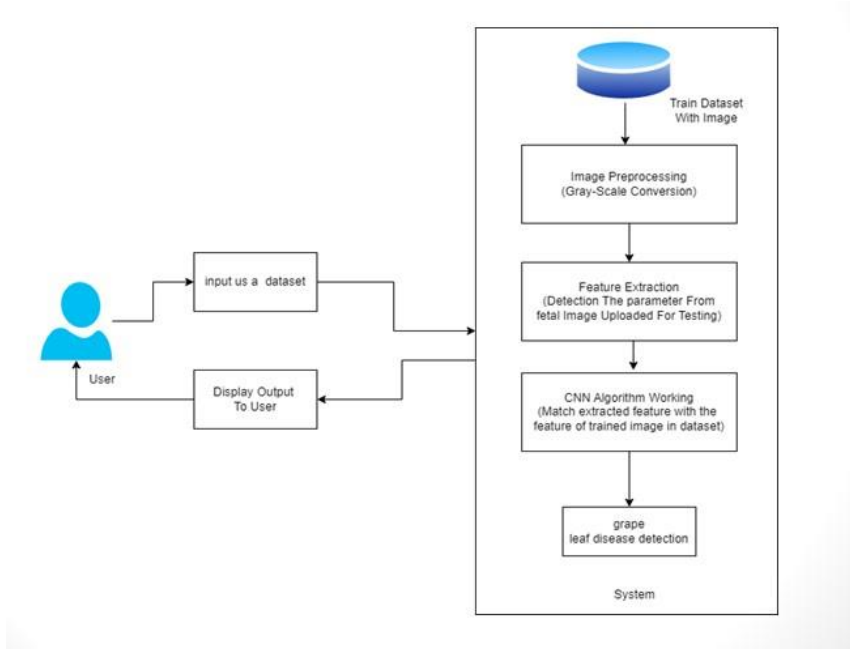 Train Dataset
With Image
Image Preprocessing
(Gray-Scale Conversion)
input us a dataset
Feature Extraction
(Detection The parameter From
fetal Image Uploaded For Testing)
User
Display Output
To User
CNN Algorithm Working
(Match extracted feature with the
feature of trained image in dataset)
grape
leaf disease detection
System